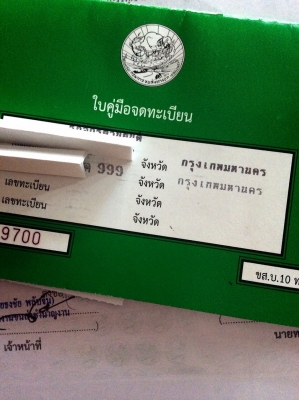 ใบคู่มือจดทะเบียน
999 จังหวัด กรุงเทพมหานคร
เลขทะเบียน จังหวัด กรุงเทพมหานคร
เลขทะเบียน จังหวัด
จังหวัด
9700
ขส.บ.10
เจ้าหน้าที่